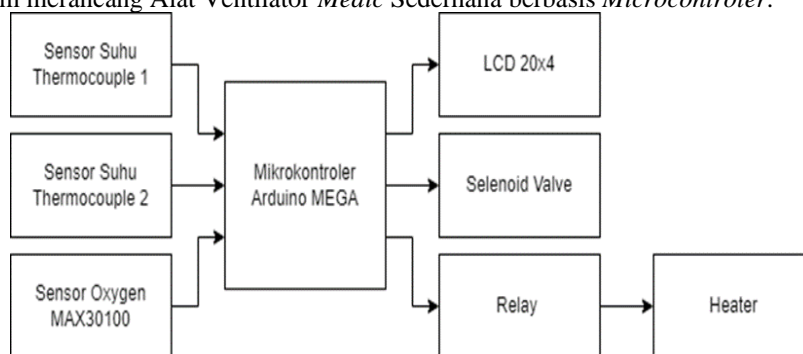 merancang Alat Ventilator Medic Sederhana berbasis Microcontroler.
Sensor Suhu
Thermocouple 1
LCD 20x4
Mikrokontroler
Arduino MEGA
Sensor Suhu
Thermocouple 2
Selenoid Valve
Sensor Oxygen
MAX30100
Relay
Heater